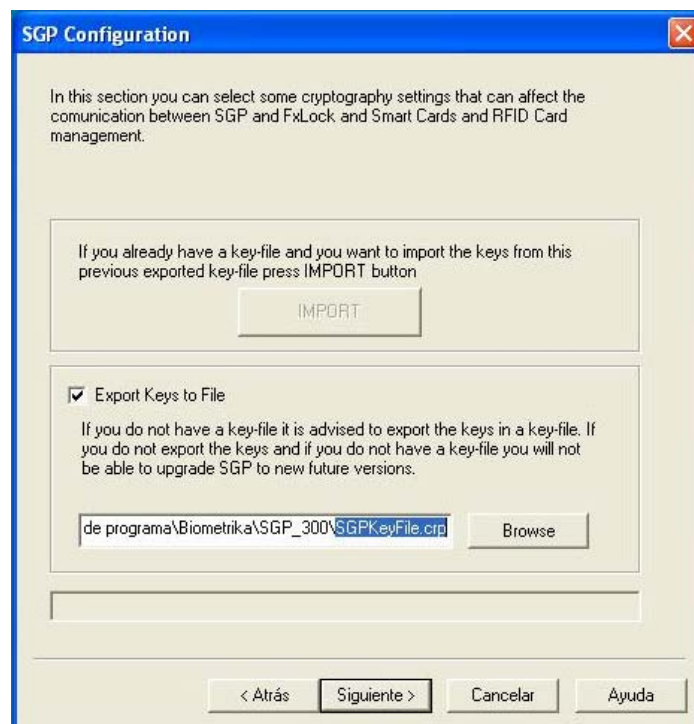 SGP Configuration
In this section you can select some cryptography settings that can affect the
comunication between SGP and FxLock and Smart Cards and RFID Card
management.
If you already have a key-file and you want to import the keys from this
previous exported key-file press IMPORT button
IMPORT
Export Keys to File
If you do not have a key-file it is advised to export the keys in a key-file. If
you do not export the keys and if you do not have a key-file you will not
be able to upgrade SGP to new future versions.
de programa\Biometrika\SGP_300\SGPKeyFile.crp
Browse
< Atrás
Siguiente >
Cancelar
Ayuda